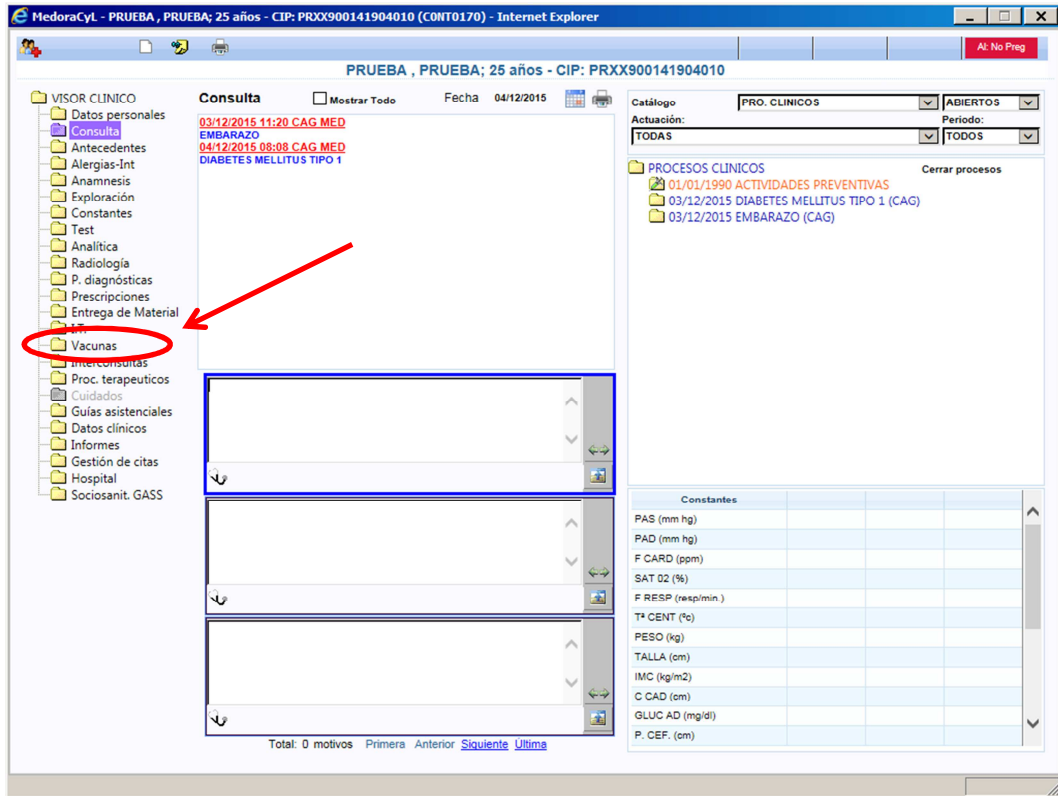 MedoraCyL - PRUEBA , PRUEBA; 25 años - CIP: PRXX900141904010 (C0NT0170) - Internet Explorer
Al: No Preg
PRUEBA , PRUEBA; 25 años - CIP: PRXX900141904010
VISOR CLINICO
Datos personales
Consulta
Antecedentes
Alergias-Int
Anamnesis
Exploración
Constantes
Test
Analítica
Radiología
P. diagnósticas
Prescripciones
Entrega de Material
I.T.
Vacunas
Interconsultas
Proc. terapeuticos
Cuidados
Guías asistenciales
Datos clínicos
Informes
Gestión de citas
Hospital
Sociosanit. GASS
Consulta Mostrar Todo Fecha 04/12/2015
03/12/2015 11:20 CAG MED
EMBARAZO
04/12/2015 08:08 CAG MED
DIABETES MELLITUS TIPO 1
Total: 0 motivos Primera Anterior Siguiente Última
Catálogo PRO. CLINICOS ABIERTOS
Actuación: Periodo:
TODAS TODOS
PROCESOS CLINICOS Cerrar procesos
01/01/1990 ACTIVIDADES PREVENTIVAS
03/12/2015 DIABETES MELLITUS TIPO 1 (CAG)
03/12/2015 EMBARAZO (CAG)
Constantes
PAS (mm hg)
PAD (mm hg)
F CARD (ppm)
SAT 02 (%)
F RESP (resp/min.)
Tª CENT (ºc)
PESO (kg)
TALLA (cm)
IMC (kg/m2)
C CAD (cm)
GLUC AD (mg/dl)
P. CEF. (cm)